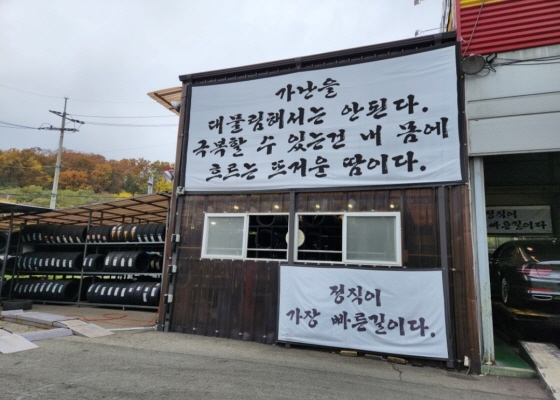 가난을
대물림해서는 안된다.
극복할 수 있는건 내 몸에
흐르는 뜨거운 땀이다.
정직이
가장 빠른길이다.
정직이
빠른길이다